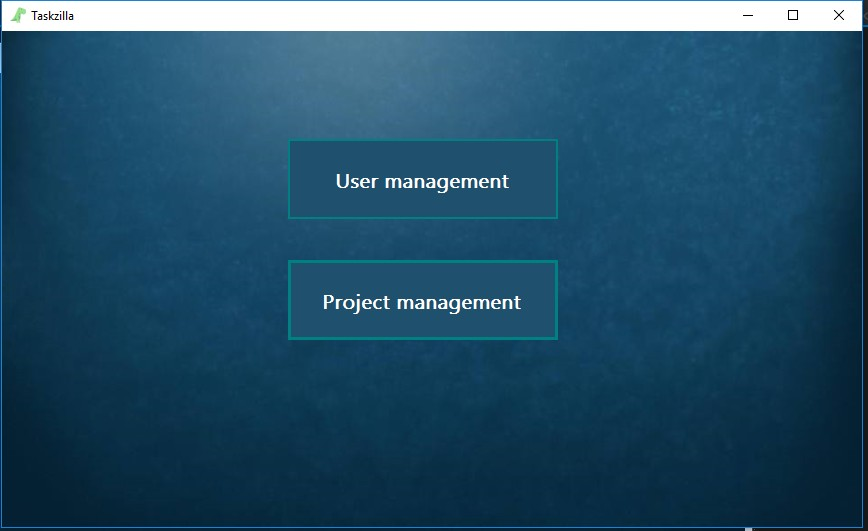 Taskzilla
User management
Project management